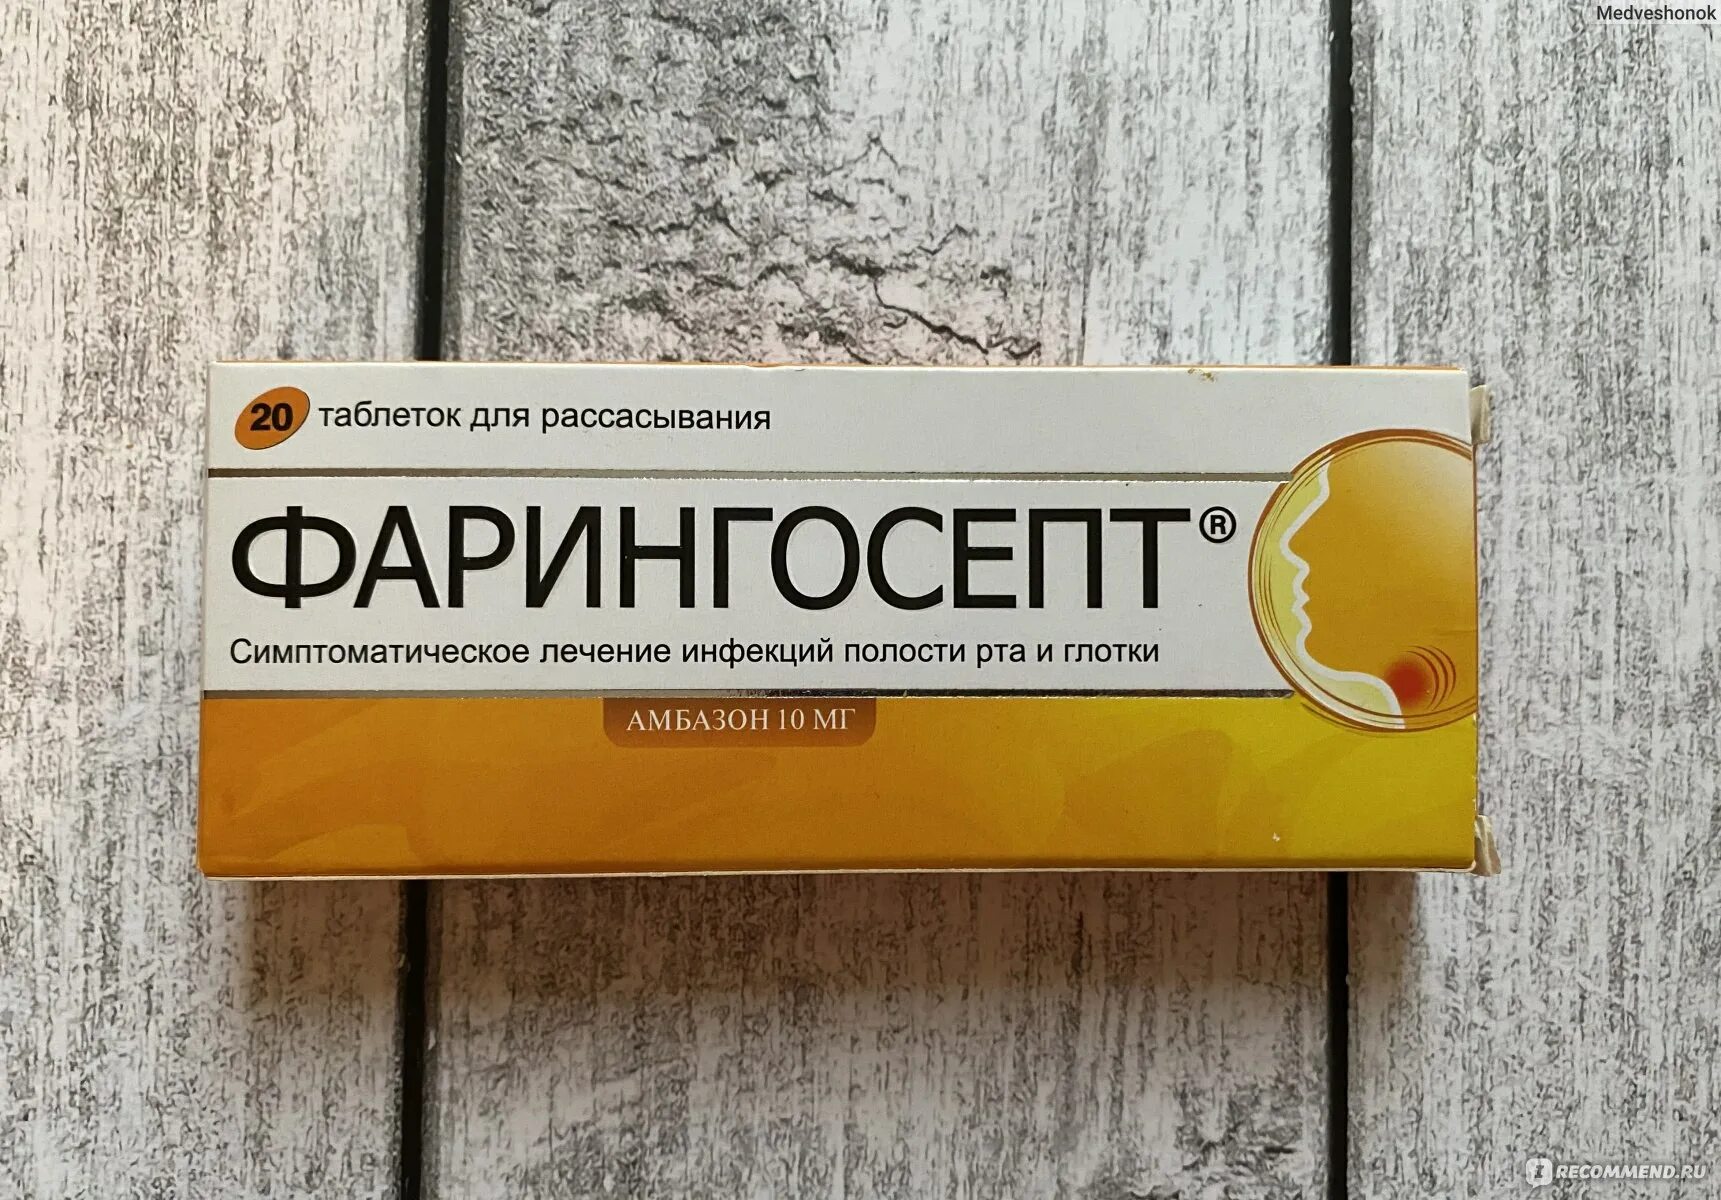 Medveshonok
20 таблеток для рассасывания
ФАРИНГОСЕПТ®
Симптоматическое лечение инфекций полости рта и глотки
АМБАЗОН 10 МГ
RECOMMEND.RU